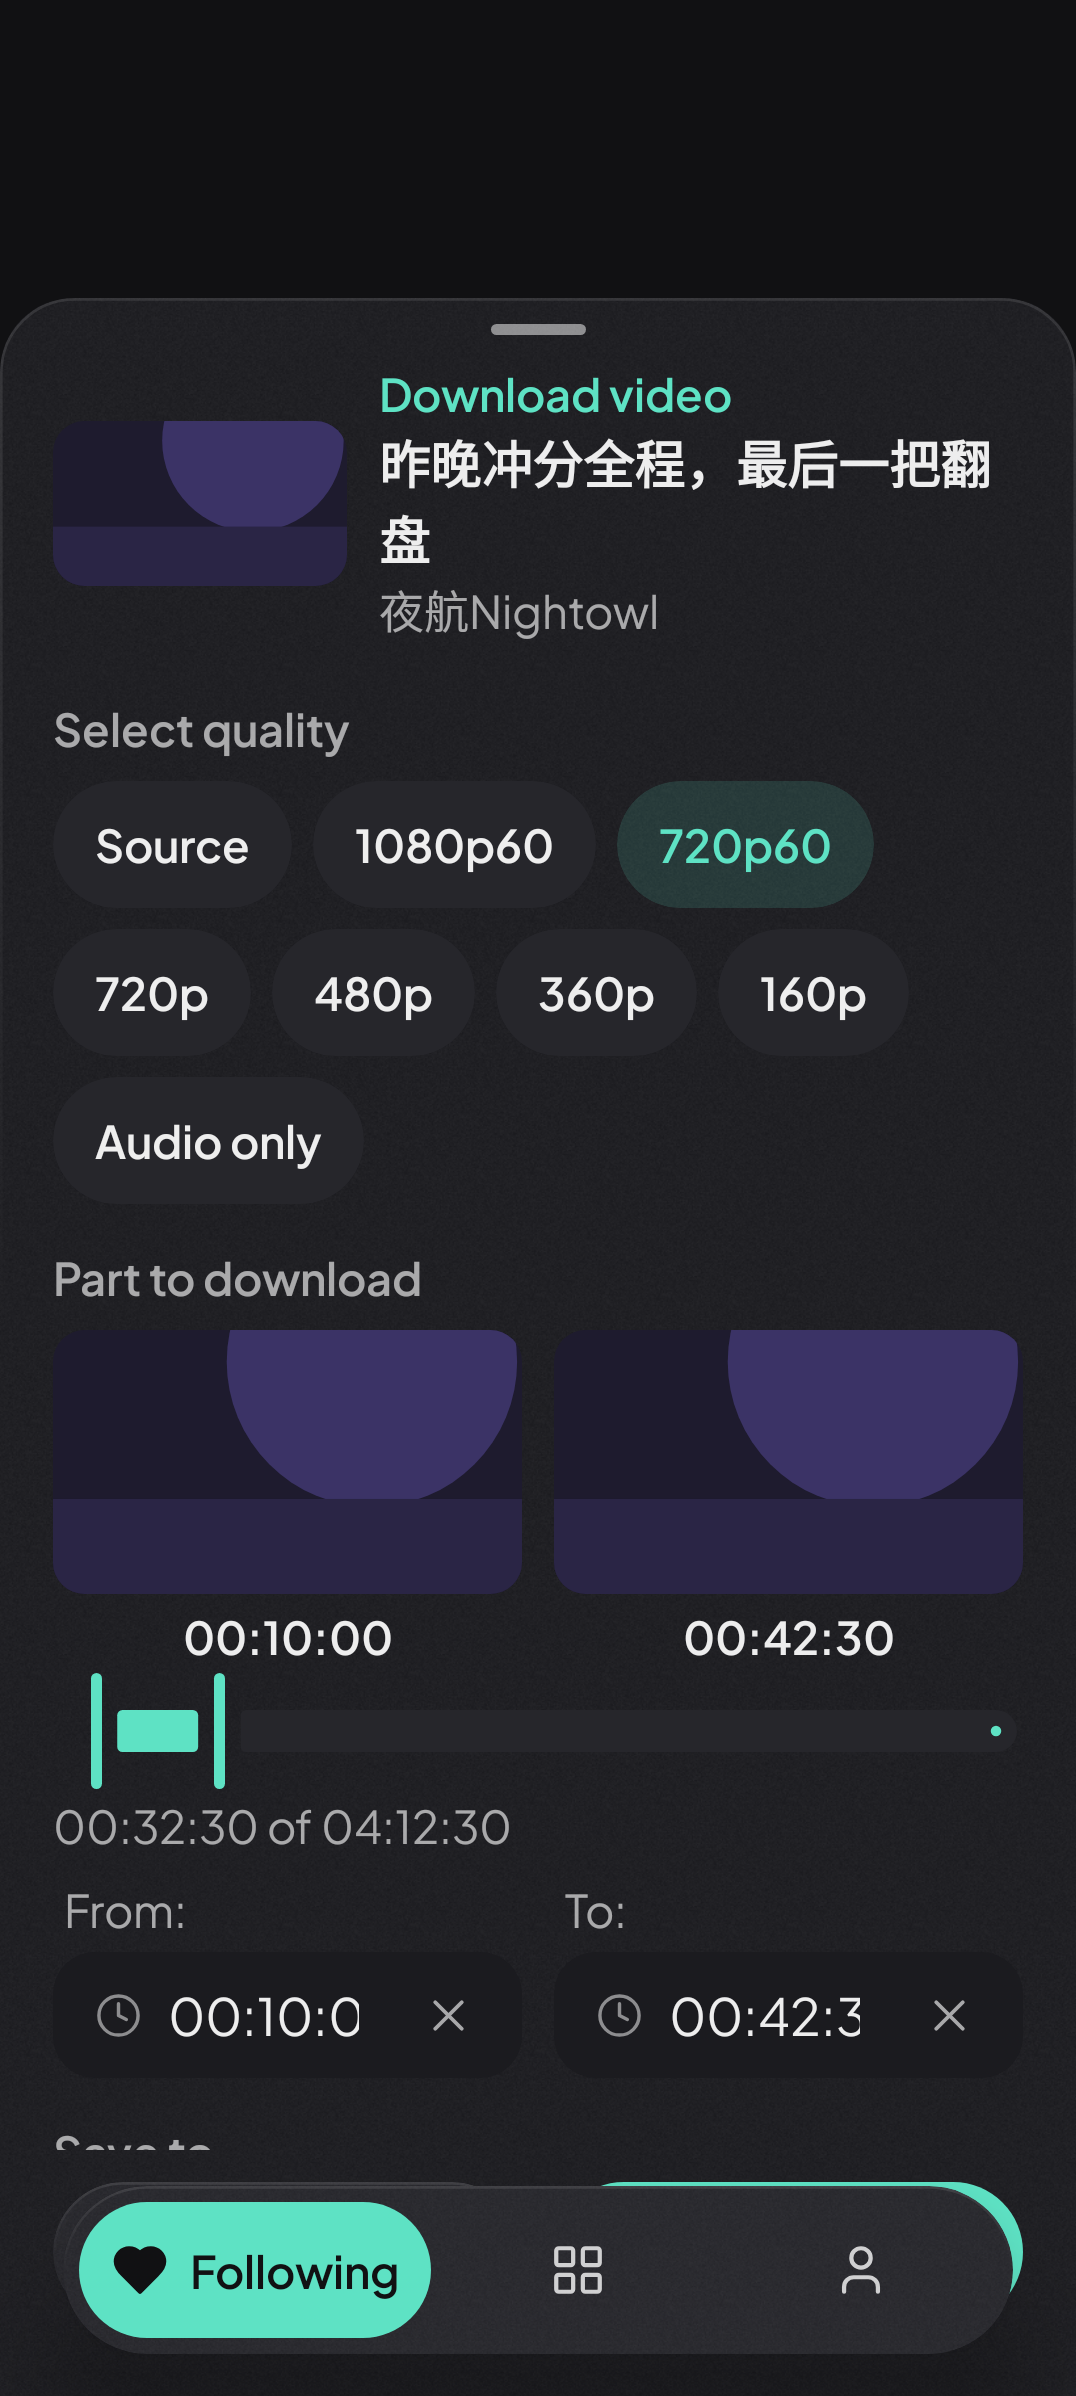 Download video
昨晚冲分全程，最后一把翻
盘
夜航Nightowl
Select quality
Source
1080p60
720p60
720p
480p
360p
160p
Audio only
Part to download
00:10:00
00:42:30
00:32:30 of 04:12:30
From:
To:
00:10:0
00:42:3
Save to
Following